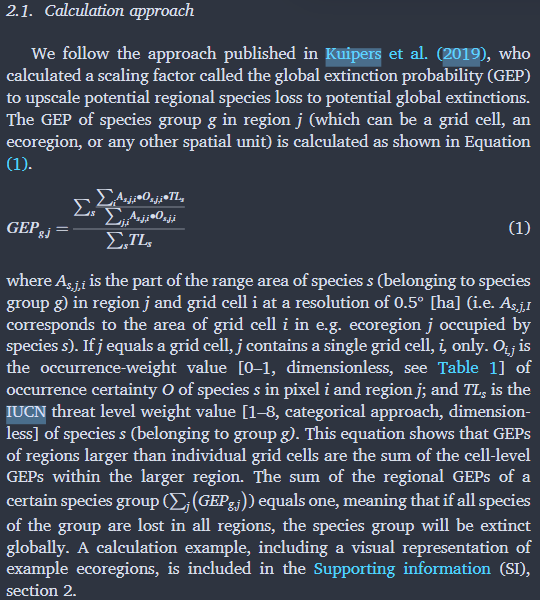 2.1. Calculation approach
We follow the approach published in Kuipers et al. (2019), who
calculated a scaling factor called the global extinction probability (GEP)
to upscale potential regional species loss to potential global extinctions.
The GEP of species group g in region j (which can be a grid cell, an
ecoregion, or any other spatial unit) is calculated as shown in Equation
(1).
GEP_{g,j} = \frac{\sum_s \frac{\sum_i A_{s,j,i} • O_{s,j,i} • TL_s}{\sum_{j,i} A_{s,j,i} • O_{s,j,i}}}{\sum_s TL_s} (1)
where A_{s,j,i} is the part of the range area of species s (belonging to species
group g) in region j and grid cell i at a resolution of 0.5° [ha] (i.e. A_{s,j,I}
corresponds to the area of grid cell i in e.g. ecoregion j occupied by
species s). If j equals a grid cell, j contains a single grid cell, i, only. O_{i,j} is
the occurrence-weight value [0–1, dimensionless, see Table 1] of
occurrence certainty O of species s in pixel i and region j; and TL_s is the
IUCN threat level weight value [1–8, categorical approach, dimension-
less] of species s (belonging to group g). This equation shows that GEPs
of regions larger than individual grid cells are the sum of the cell-level
GEPs within the larger region. The sum of the regional GEPs of a
certain species group (\sum_j (GEP_{g,j})) equals one, meaning that if all species
of the group are lost in all regions, the species group will be extinct
globally. A calculation example, including a visual representation of
example ecoregions, is included in the Supporting information (SI),
section 2.